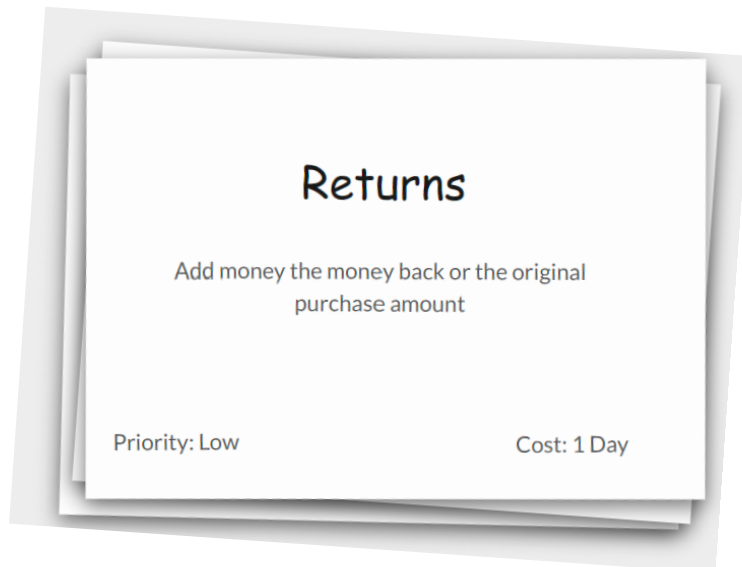 Returns
Add money the money back or the original
purchase amount
Priority: Low
Cost: 1 Day